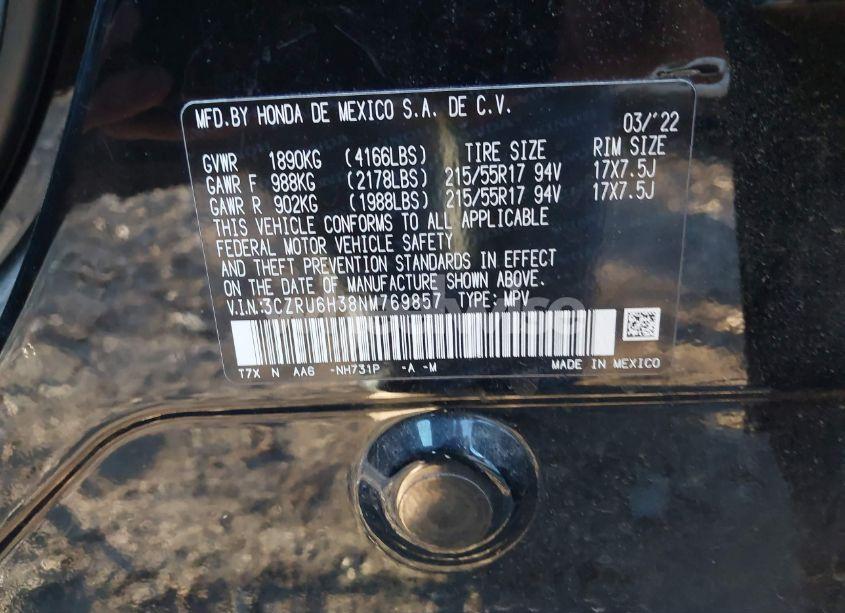 MFD.BY HONDA DE MEXICO S.A. DE C.V.
03/'22
GVWR 1890KG (4166LBS) TIRE SIZE RIM SIZE
GAWR F 988KG (2178LBS) 215/55R17 94V 17X7.5J
GAWR R 902KG (1988LBS) 215/55R17 94V 17X7.5J
THIS VEHICLE CONFORMS TO ALL APPLICABLE
FEDERAL MOTOR VEHICLE SAFETY
AND THEFT PREVENTION STANDARDS IN EFFECT
ON THE DATE OF MANUFACTURE SHOWN ABOVE.
V.I.N.:3CZRU6H38NM769857 TYPE: MPV
T7X N AA6 -NH731P -A -M MADE IN MEXICO